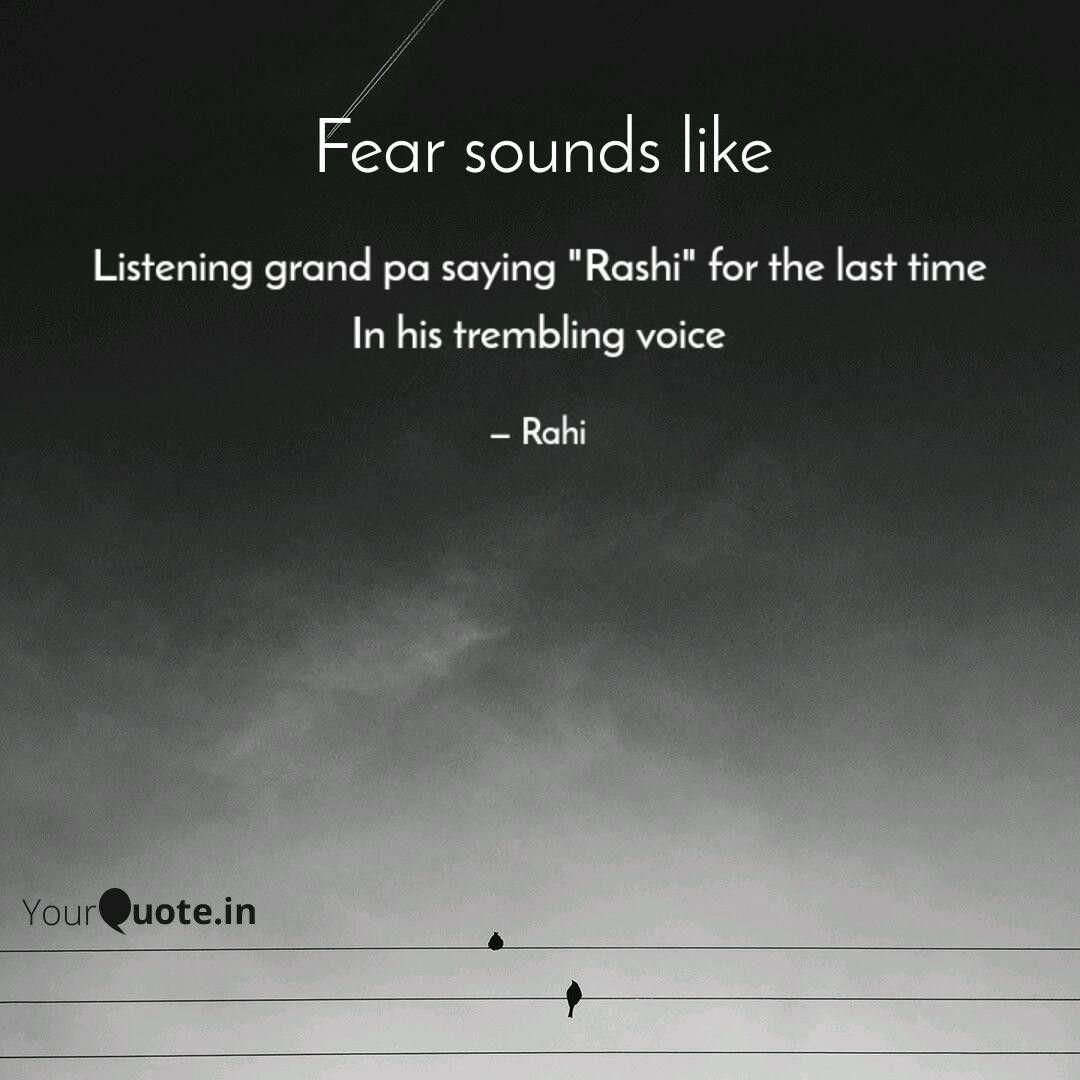 Fear sounds like
Listening grand pa saying "Rashi" for the last time
In his trembling voice
– Rahi
YourQuote.in